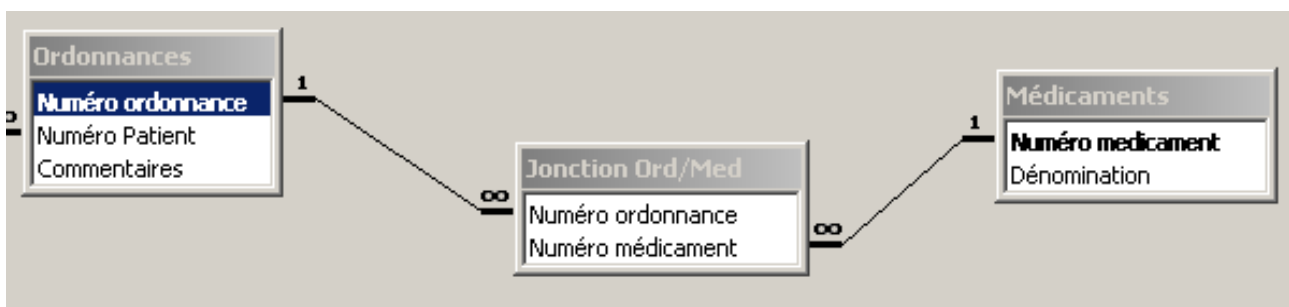 Ordonnances
Numéro ordonnance
Numéro Patient
Commentaires
1
∞
∞
Jonction Ord/Med
Numéro ordonnance
Numéro médicament
∞
1
Médicaments
Numéro medicament
Dénomination